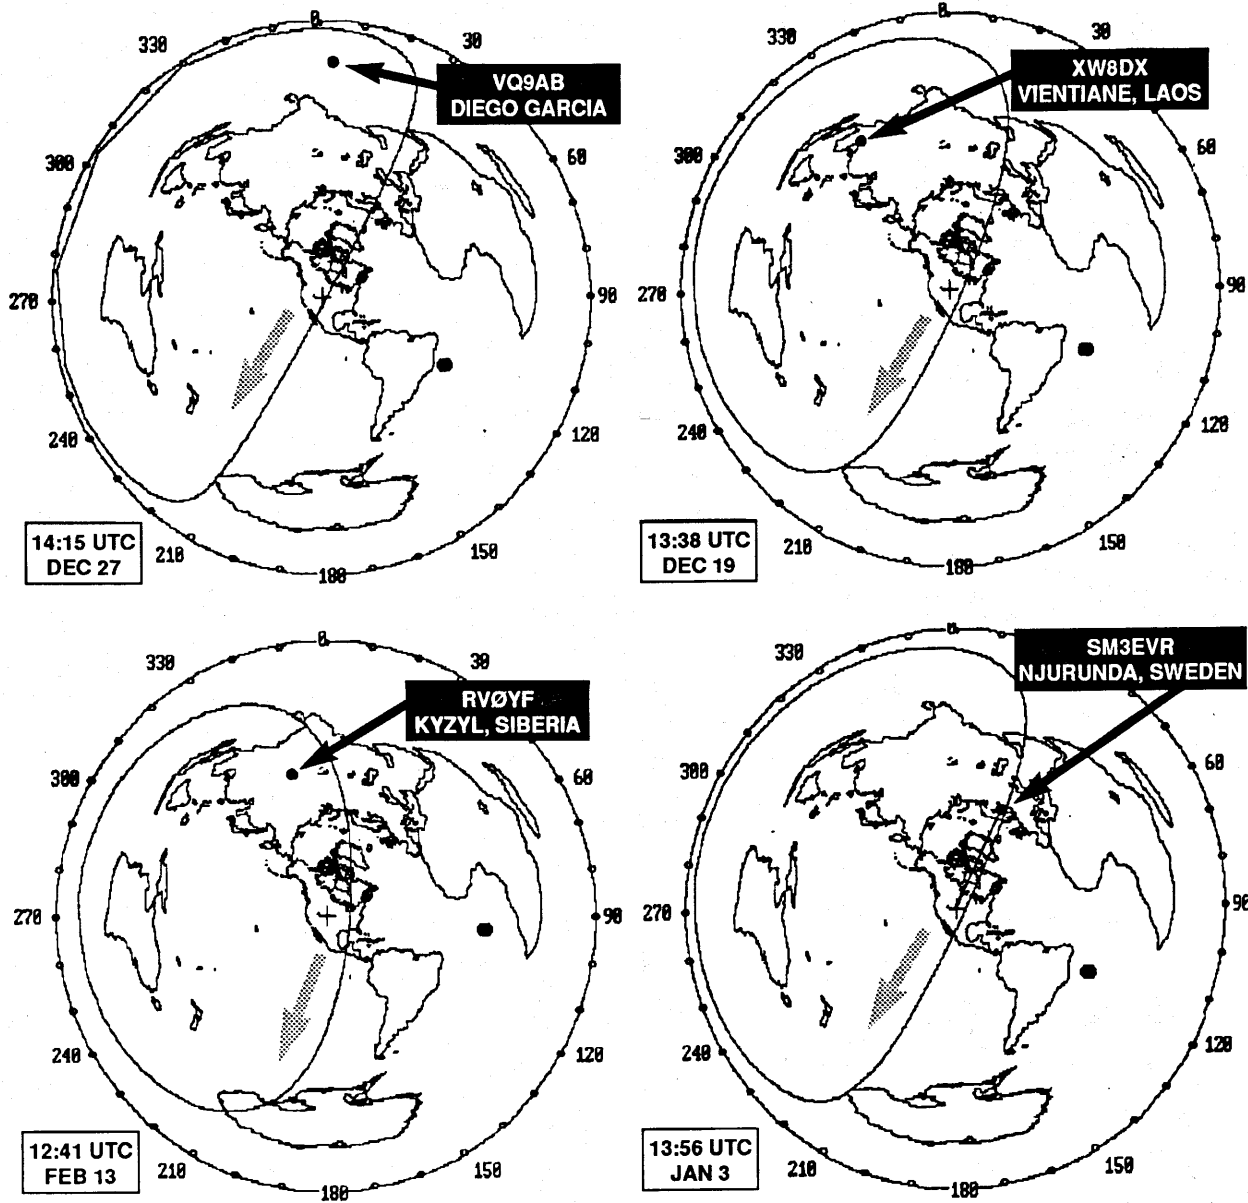 0
330
30
VQ9AB
DIEGO GARCIA
300
60
270
90
240
120
14:15 UTC
DEC 27
210
150
180
0
330
30
XW8DX
VIENTIANE, LAOS
300
60
270
90
240
120
13:38 UTC
DEC 19
210
150
180
0
330
30
RVØYF
KYZYL, SIBERIA
300
60
270
90
240
120
12:41 UTC
FEB 13
210
150
180
0
330
SM3EVR
NJURUNDA, SWEDEN
300
60
270
90
240
120
13:56 UTC
JAN 3
210
150
180